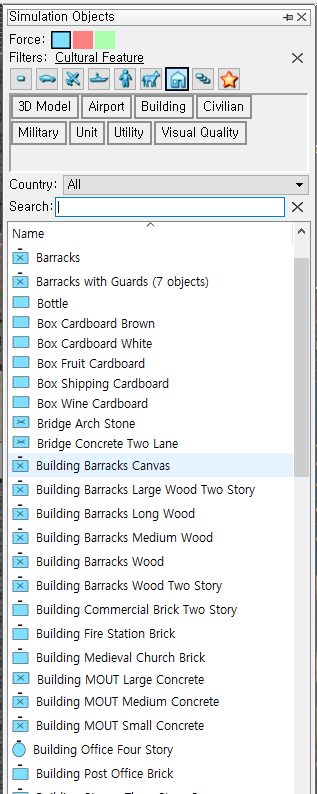 Simulation Objects
Force:
Filters: Cultural Feature
3D Model Airport Building Civilian
Military Unit Utility Visual Quality
Country: All
Search:
Name
Barracks
Barracks with Guards (7 objects)
Bottle
Box Cardboard Brown
Box Cardboard White
Box Fruit Cardboard
Box Shipping Cardboard
Box Wine Cardboard
Bridge Arch Stone
Bridge Concrete Two Lane
Building Barracks Canvas
Building Barracks Large Wood Two Story
Building Barracks Long Wood
Building Barracks Medium Wood
Building Barracks Wood
Building Barracks Wood Two Story
Building Commercial Brick Two Story
Building Fire Station Brick
Building Medieval Church Brick
Building MOUT Large Concrete
Building MOUT Medium Concrete
Building MOUT Small Concrete
Building Office Four Story
Building Post Office Brick